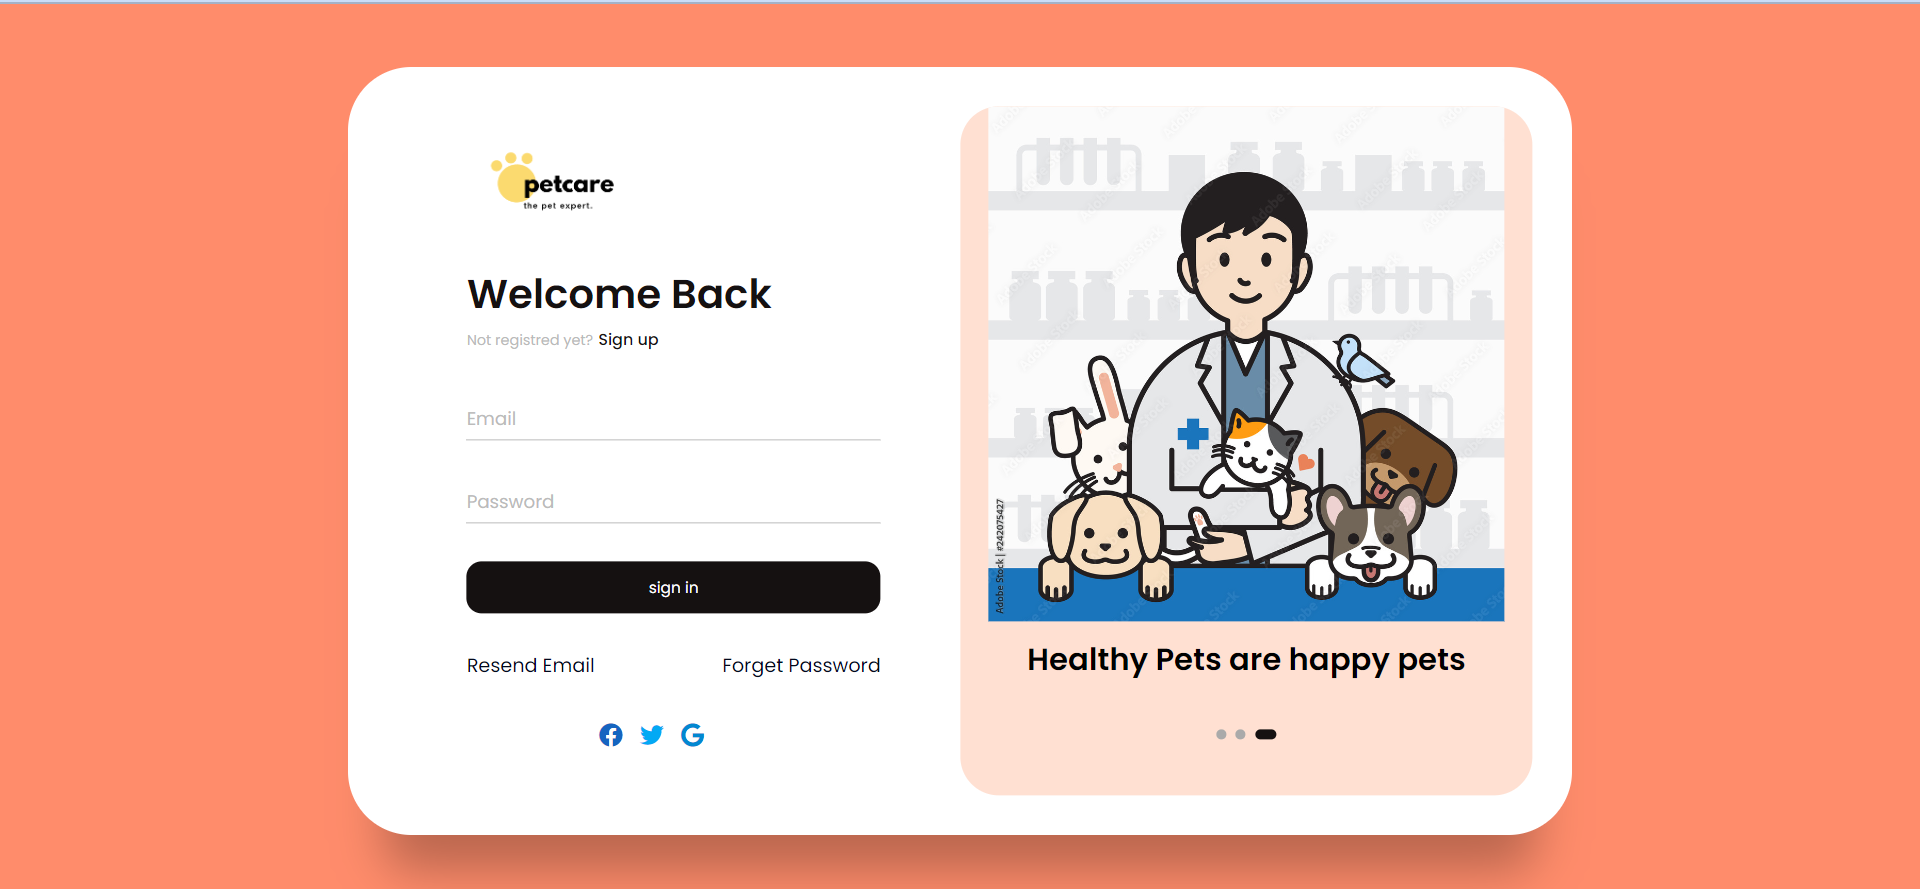 petcare
the pet expert.
Welcome Back
Not registred yet? Sign up
Email
Password
sign in
Resend Email
Forget Password
Adobe Stock | #242075427
Healthy Pets are happy pets